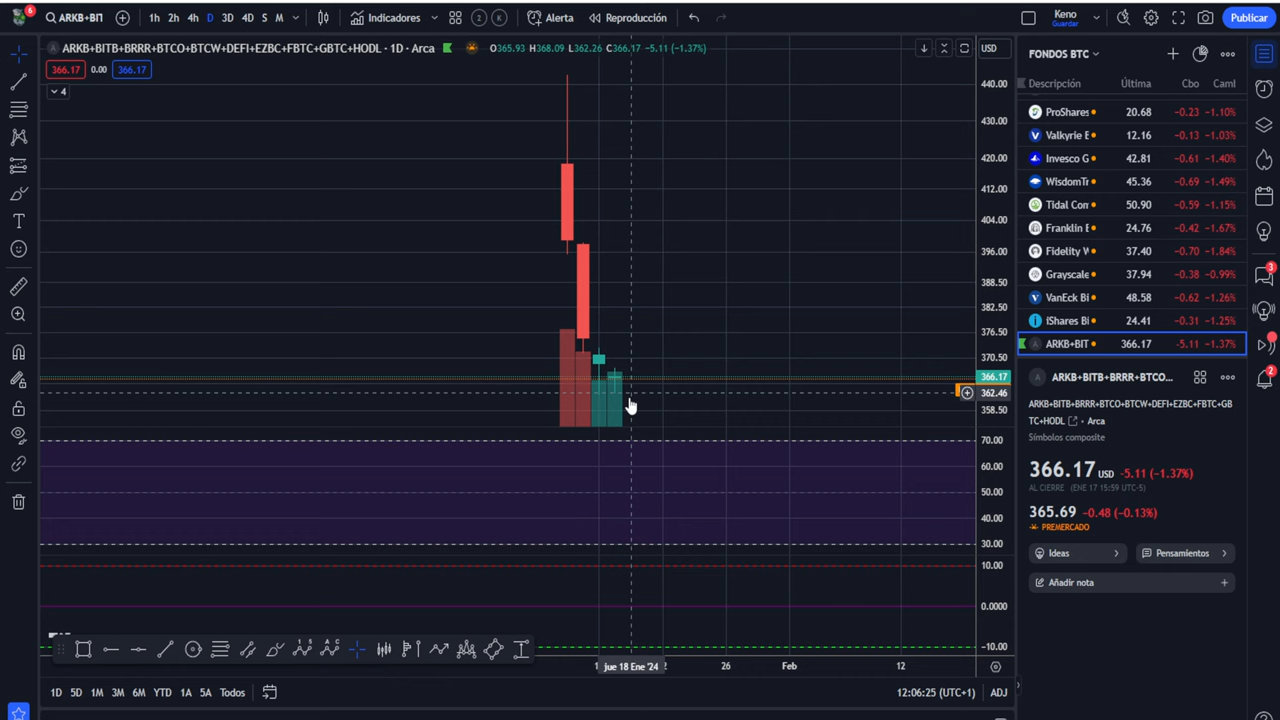 6 ARKB+BITI 1h 2h 4h D 3D 4D S M Indicadores 2 K Alerta Reproducción Keno Guardar Publicar
ARKB+BITB+BRRR+BTCO+BTCW+DEFI+EZBC+FBTC+GBTC+HODL · 1D · Arca O365.93 H368.09 L362.26 C366.17 -5.11 (-1.37%)
366.17 0.00 366.17
4
USD
440.00
430.00
420.00
412.00
404.00
396.00
388.50
382.50
376.50
370.50
366.17
362.46
358.50
70.00
60.00
50.00
40.00
30.00
10.00
0.0000
-10.00
jue 18 Ene '24 26 Feb 12
1D 5D 1M 3M 6M YTD 1A 5A Todos 12:06:25 (UTC+1) ADJ
FONDOS BTC
Descripción Última Cbo Caml
ProShares 20.68 -0.23 -1.10%
Valkyrie E 12.16 -0.13 -1.03%
Invesco G 42.81 -0.61 -1.40%
WisdomTr 45.36 -0.69 -1.49%
Tidal Com 50.90 -0.59 -1.15%
Franklin E 24.76 -0.42 -1.67%
Fidelity W 37.40 -0.70 -1.84%
Grayscale 37.94 -0.38 -0.99%
VanEck Bi 48.58 -0.62 -1.26%
iShares Bi 24.41 -0.31 -1.25%
ARKB+BIT 366.17 -5.11 -1.37%
ARKB+BITB+BRRR+BTCO...
ARKB+BITB+BRRR+BTCO+BTCW+DEFI+EZBC+FBTC+GB
TC+HODL · Arca
Símbolos composite
366.17 USD -5.11 (-1.37%)
AL CIERRE (ENE 17 15:59 UTC-5)
365.69 -0.48 (-0.13%)
PREMERCADO
Ideas Pensamientos
Añadir nota
3
2